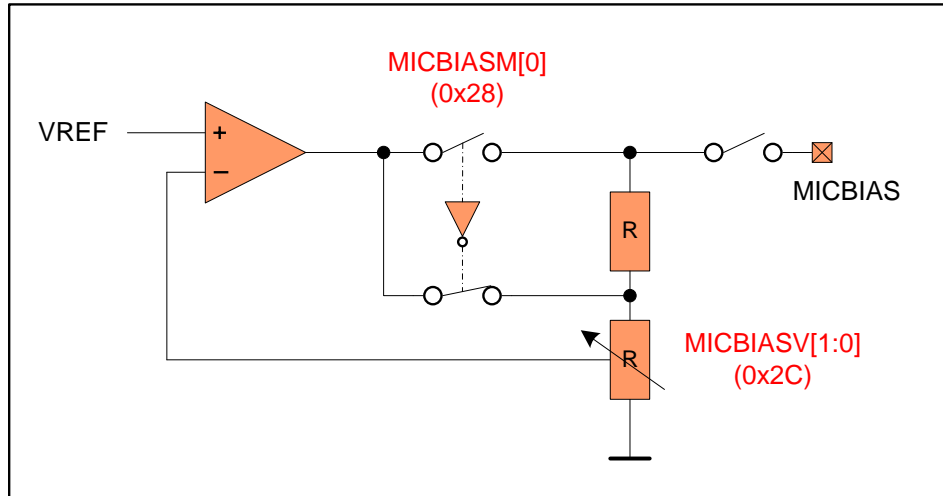 MICBIASM[0]
(0x28)
VREF
+
−
MICBIAS
R
R
MICBIASV[1:0]
(0x2C)